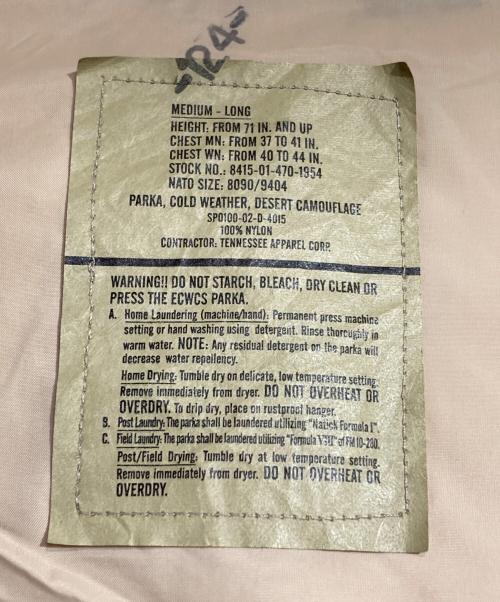 -124-
MEDIUM - LONG
HEIGHT: FROM 71 IN. AND UP
CHEST MN: FROM 37 TO 41 IN.
CHEST WN: FROM 40 TO 44 IN.
STOCK NO.: 8415-01-470-1954
NATO SIZE: 8090/9404
PARKA, COLD WEATHER, DESERT CAMOUFLAGE
SPO100-02-D-4015
100% NYLON
CONTRACTOR: TENNESSEE APPAREL CORP.
WARNING!! DO NOT STARCH, BLEACH, DRY CLEAN OR
PRESS THE ECWCS PARKA.
A. Home Laundering (machine/hand): Permanent press machine
setting or hand washing using detergent. Rinse thoroughly in
warm water. NOTE: Any residual detergent on the parka will
decrease water repellency.
Home Drying: Tumble dry on delicate, low temperature setting.
Remove immediately from dryer. DO NOT OVERHEAT OR
OVERDRY. To drip dry, place on rustproof hanger.
B. Post Laundry: The parka shall be laundered utilizing "Natick Formula I".
C. Field Laundry: The parka shall be laundered utilizing "Formula VIII" of FM 10-280.
Post/Field Drying: Tumble dry at low temperature setting.
Remove immediately from dryer. DO NOT OVERHEAT OR
OVERDRY.